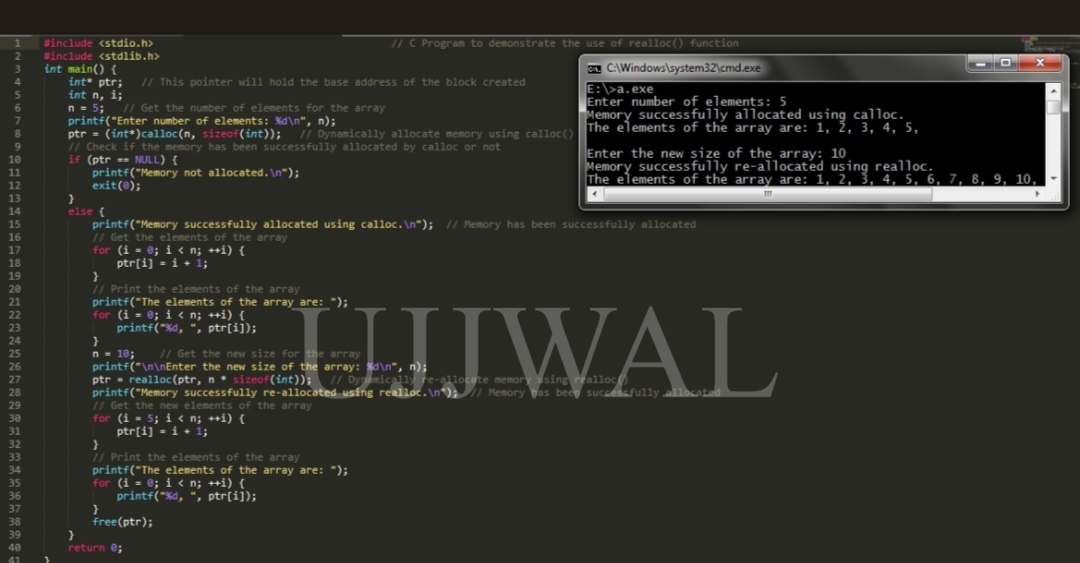 1 #include <stdio.h> // C Program to demonstrate the use of realloc() function
2 #include <stdlib.h>
3 int main() {
4 int* ptr; // This pointer will hold the base address of the block created
5 int n, i;
6 n = 5; // Get the number of elements for the array
7 printf("Enter number of elements: %d\n", n);
8 ptr = (int*)calloc(n, sizeof(int)); // Dynamically allocate memory using calloc()
9 // Check if the memory has been successfully allocated by calloc or not
10 if (ptr == NULL) {
11 printf("Memory not allocated.\n");
12 exit(0);
13 }
14 else {
15 printf("Memory successfully allocated using calloc.\n"); // Memory has been successfully allocated
16 // Get the elements of the array
17 for (i = 0; i < n; ++i) {
18 ptr[i] = i + 1;
19 }
20 // Print the elements of the array
21 printf("The elements of the array are: ");
22 for (i = 0; i < n; ++i) {
23 printf("%d, ", ptr[i]);
24 }
25 n = 10; // Get the new size for the array
26 printf("\n\nEnter the new size of the array: %d\n", n);
27 ptr = realloc(ptr, n * sizeof(int)); // Dynamically re-allocate memory using realloc()
28 printf("Memory successfully re-allocated using realloc.\n"); // Memory has been successfully allocated
29 // Get the new elements of the array
30 for (i = 5; i < n; ++i) {
31 ptr[i] = i + 1;
32 }
33 // Print the elements of the array
34 printf("The elements of the array are: ");
35 for (i = 0; i < n; ++i) {
36 printf("%d, ", ptr[i]);
37 }
38 free(ptr);
39 }
40 return 0;
41 }
C:\Windows\system32\cmd.exe
E:\>a.exe
Enter number of elements: 5
Memory successfully allocated using calloc.
The elements of the array are: 1, 2, 3, 4, 5,
Enter the new size of the array: 10
Memory successfully re-allocated using realloc.
The elements of the array are: 1, 2, 3, 4, 5, 6, 7, 8, 9, 10,
UJJWAL